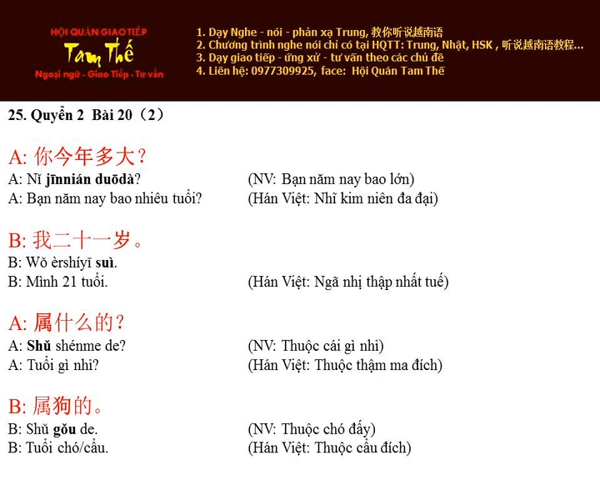 HỘI QUÁN GIAO TIẾP
Tam Thế
Ngoại ngữ - Giao Tiếp - Tư vấn
1. Dạy Nghe - nói - phản xạ Trung, 教你听说越南语
2. Chương trình nghe nói chỉ có tại HQTT: Trung, Nhật, HSK , 听说越南语教程...
3. Dạy giao tiếp - ứng xử - tư vấn theo các chủ đề
4. Liên hệ: 0977309925, face: Hội Quán Tam Thế
25. Quyển 2 Bài 20（2）
A: 你今年多大？
A: Nǐ jīnnián duōdà? (NV: Bạn năm nay bao lớn)
A: Bạn năm nay bao nhiêu tuổi? (Hán Việt: Nhĩ kim niên đa đại)
B: 我二十一岁。
B: Wǒ èrshíyī suì.
B: Mình 21 tuổi. (Hán Việt: Ngã nhị thập nhất tuế)
A: 属什么的？
A: Shǔ shénme de? (NV: Thuộc cái gì nhỉ)
A: Tuổi gì nhỉ? (Hán Việt: Thuộc thậm ma đích)
B: 属狗的。
B: Shǔ gǒu de. (NV: Thuộc chó đấy)
B: Tuổi chó/cẩu. (Hán Việt: Thuộc cẩu đích)